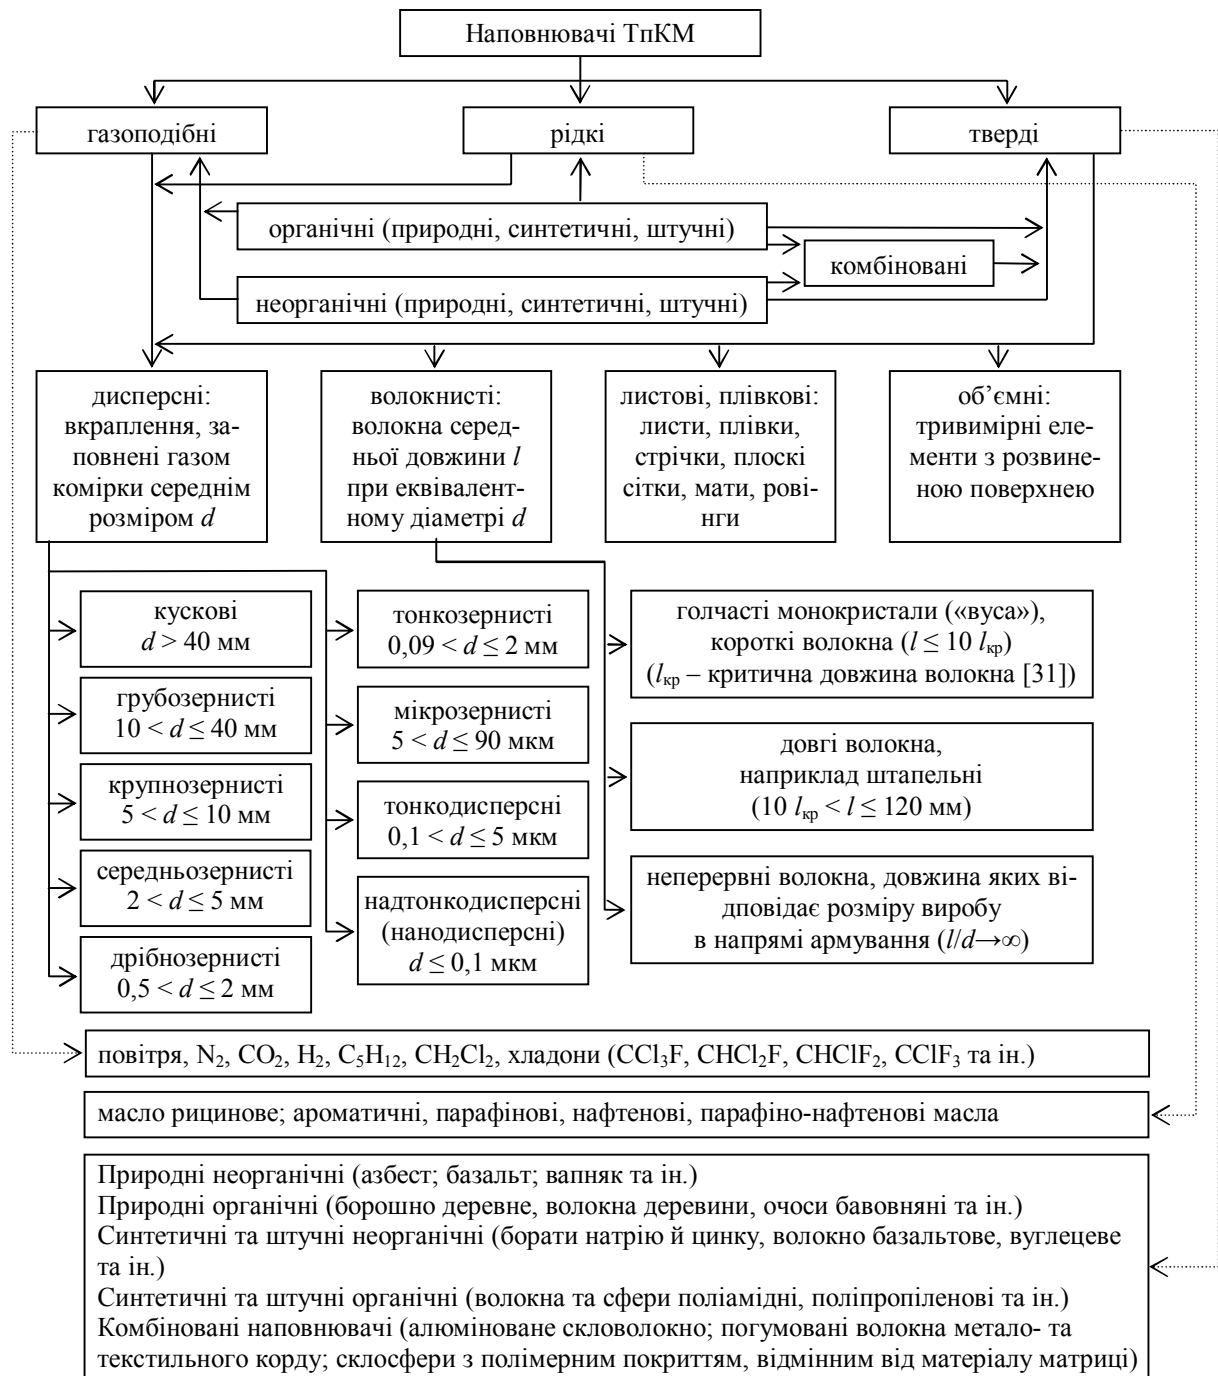 Наповнювачі ТпКМ
газоподібні
рідкі
тверді
органічні (природні, синтетичні, штучні)
комбіновані
неорганічні (природні, синтетичні, штучні)
дисперсні:
вкраплення, за-
повнені газом
комірки середнім
розміром d
волокнисті:
волокна серед-
ньої довжини l
при еквівалент-
ному діаметрі d
листові, плівкові:
листи, плівки,
стрічки, плоскі
сітки, мати, рові-
нги
об’ємні:
тривимірні еле-
менти з розвине-
ною поверхнею
кускові
d > 40 мм
грубозернисті
10 < d ≤ 40 мм
крупнозернисті
5 < d ≤ 10 мм
середньозернисті
2 < d ≤ 5 мм
дрібнозернисті
0,5 < d ≤ 2 мм
тонкозернисті
0,09 < d ≤ 2 мм
мікрозернисті
5 < d ≤ 90 мкм
тонкодисперсні
0,1 < d ≤ 5 мкм
надтонкодисперсні
(нанодисперсні)
d ≤ 0,1 мкм
голчасті монокристали («вуса»),
короткі волокна (l ≤ 10 lкр)
(lкр – критична довжина волокна [31])
довгі волокна,
наприклад штапельні
(10 lкр < l ≤ 120 мм)
неперервні волокна, довжина яких ві-
дповідає розміру виробу
в напрямі армування (l/d→∞)
повітря, N₂, CO₂, H₂, C₅H₁₂, CH₂Cl₂, хладони (CCl₃F, CHCl₂F, CHClF₂, CClF₃ та ін.)
масло рицинове; ароматичні, парафінові, нафтенові, парафіно-нафтенові масла
Природні неорганічні (азбест; базальт; вапняк та ін.)
Природні органічні (борошно деревне, волокна деревини, очоси бавовняні та ін.)
Синтетичні та штучні неорганічні (борати натрію й цинку, волокно базальтове, вуглецеве
та ін.)
Синтетичні та штучні органічні (волокна та сфери поліамідні, поліпропіленові та ін.)
Комбіновані наповнювачі (алюміноване скловолокно; погумовані волокна метало- та
текстильного корду; склосфери з полімерним покриттям, відмінним від матеріалу матриці)